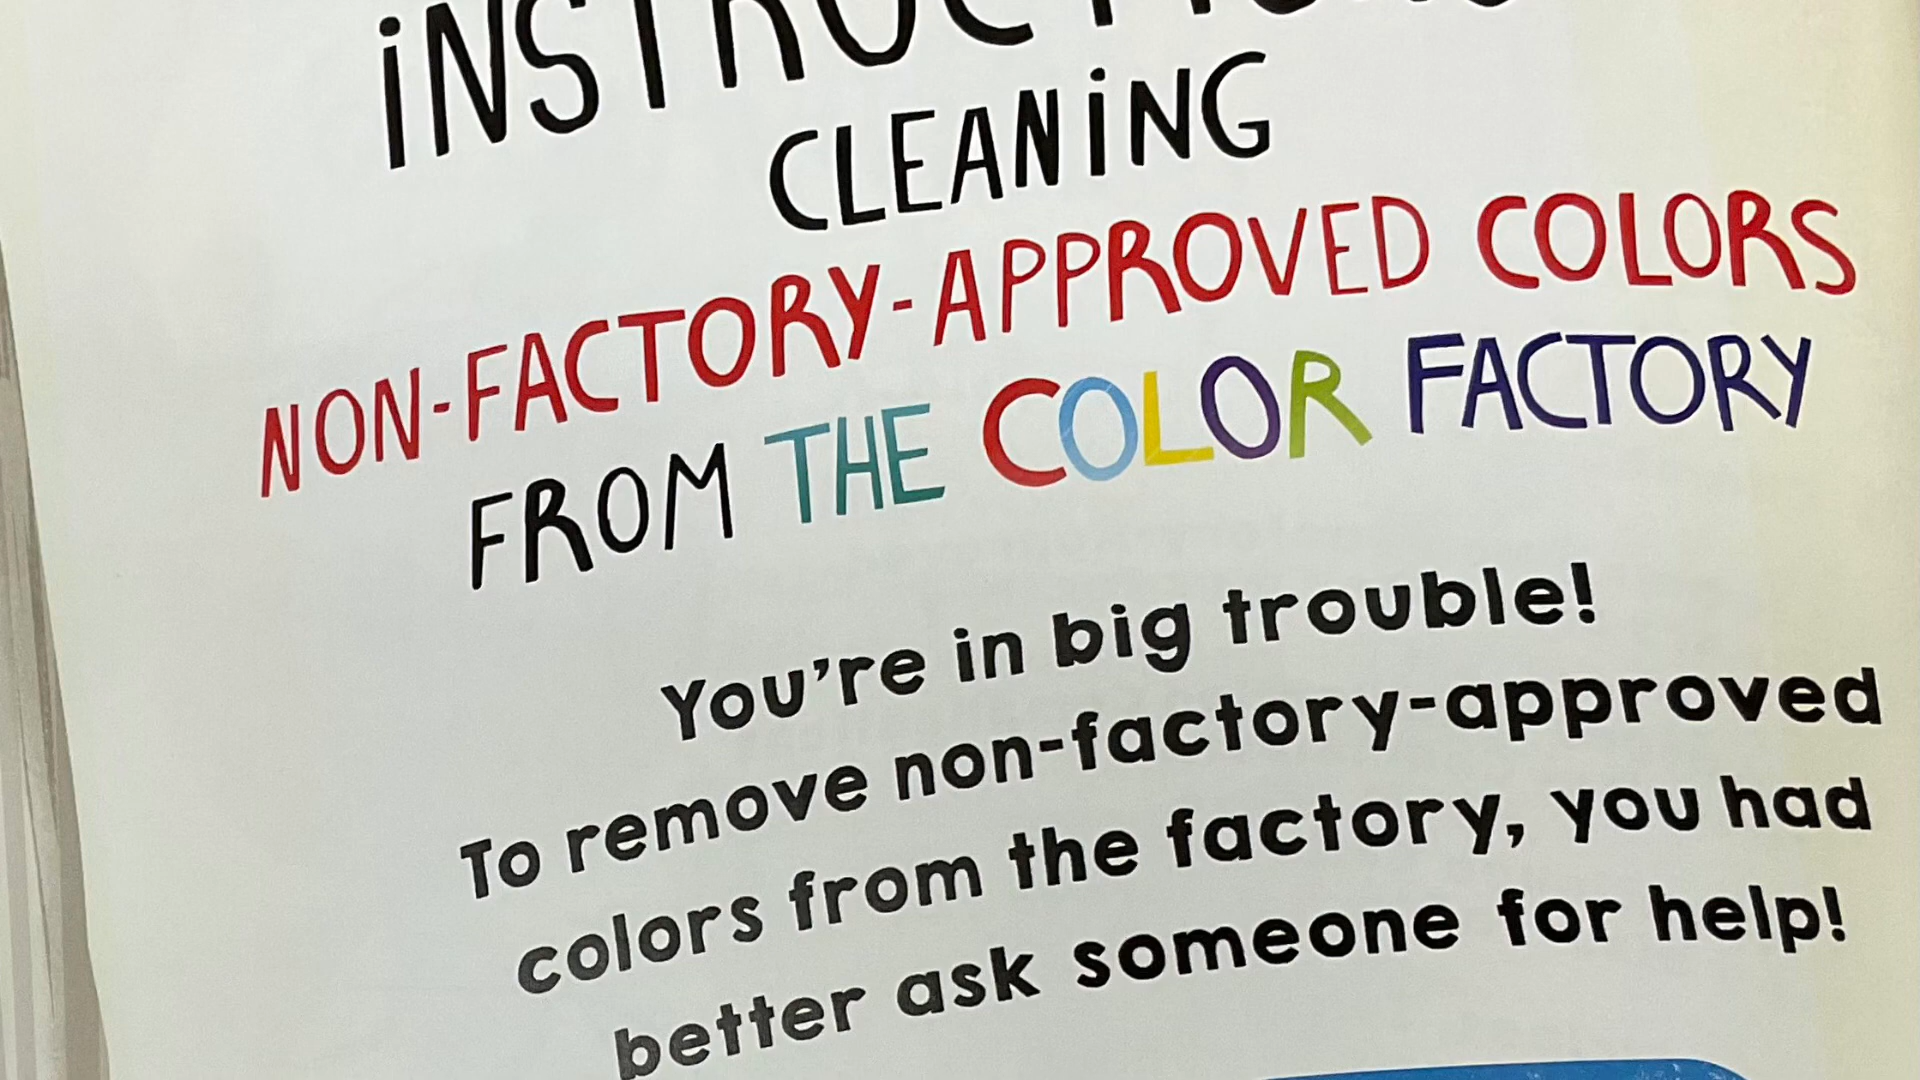 iNSTRUCTIONS
CLEANiNG
NON-FACTORY-APPROVED COLORS
FROM THE COLOR FACTORY
You're in big trouble!
To remove non-factory-approved
colors from the factory, you had
better ask someone for help!